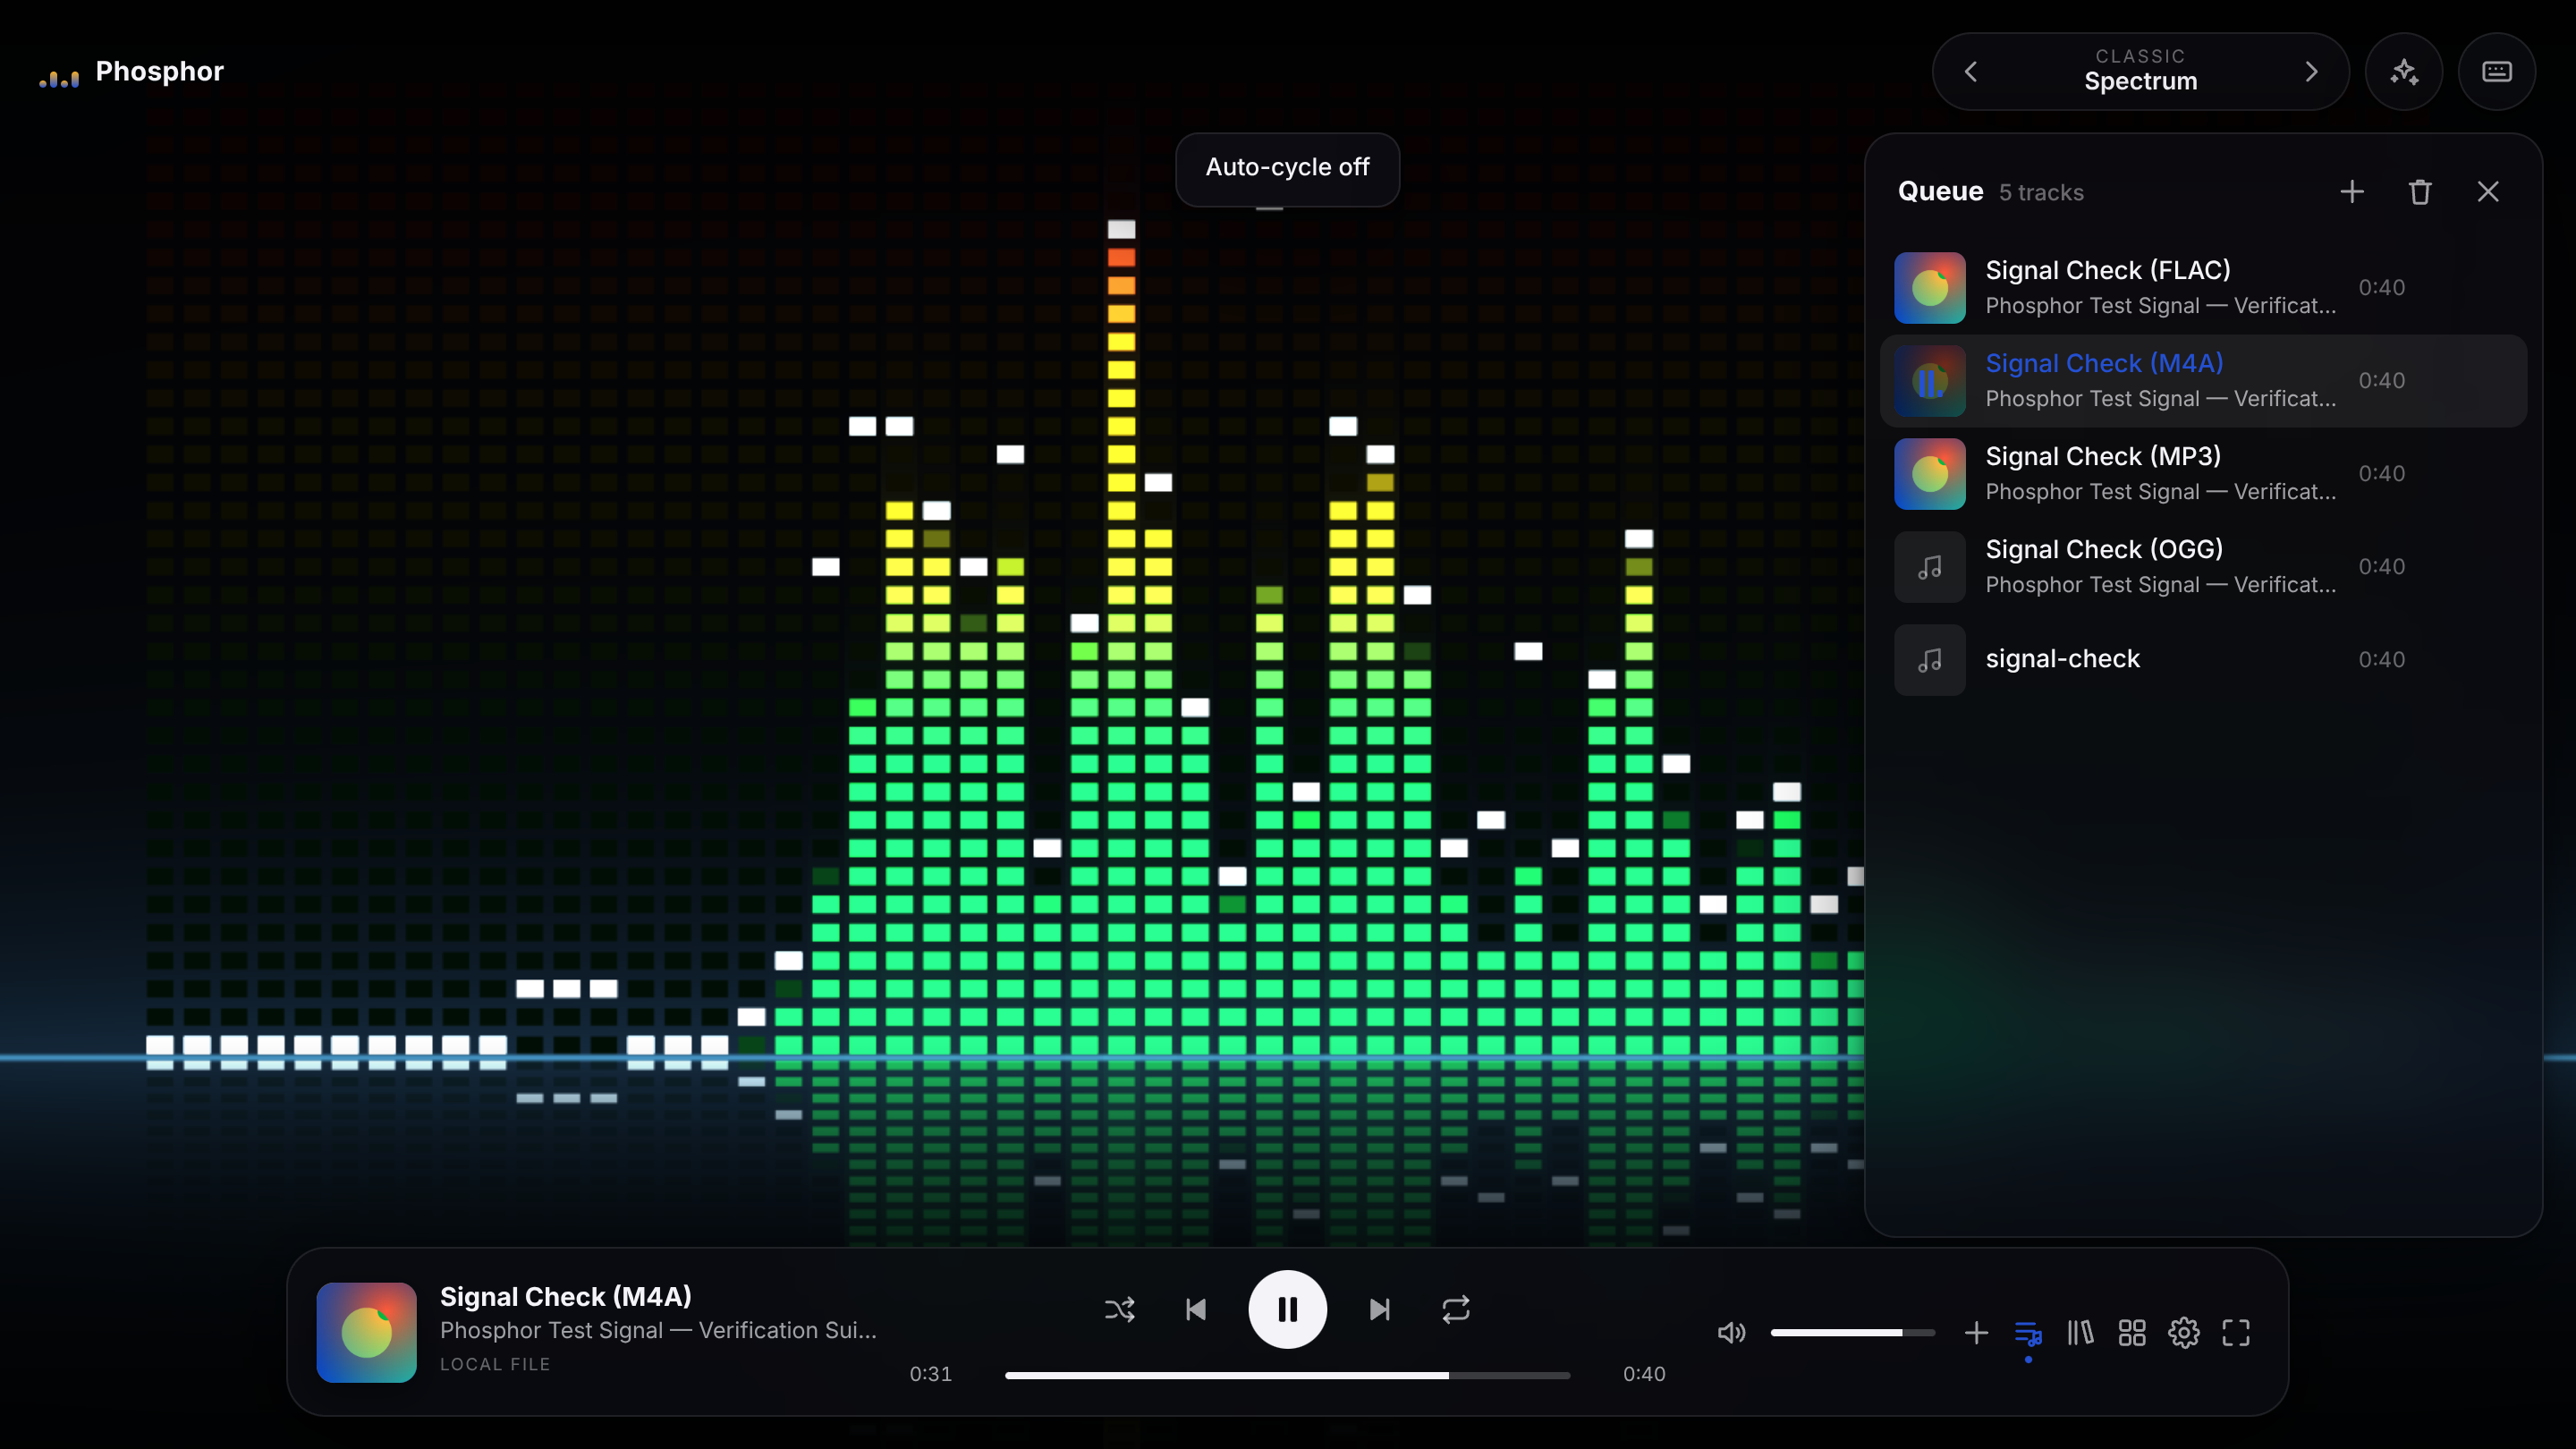 Phosphor
CLASSIC
Spectrum
Auto-cycle off
Queue 5 tracks
Signal Check (FLAC)
Phosphor Test Signal — Verificat...
0:40
Signal Check (M4A)
Phosphor Test Signal — Verificat...
0:40
Signal Check (MP3)
Phosphor Test Signal — Verificat...
0:40
Signal Check (OGG)
Phosphor Test Signal — Verificat...
0:40
signal-check
0:40
Signal Check (M4A)
Phosphor Test Signal — Verification Sui...
LOCAL FILE
0:31
0:40